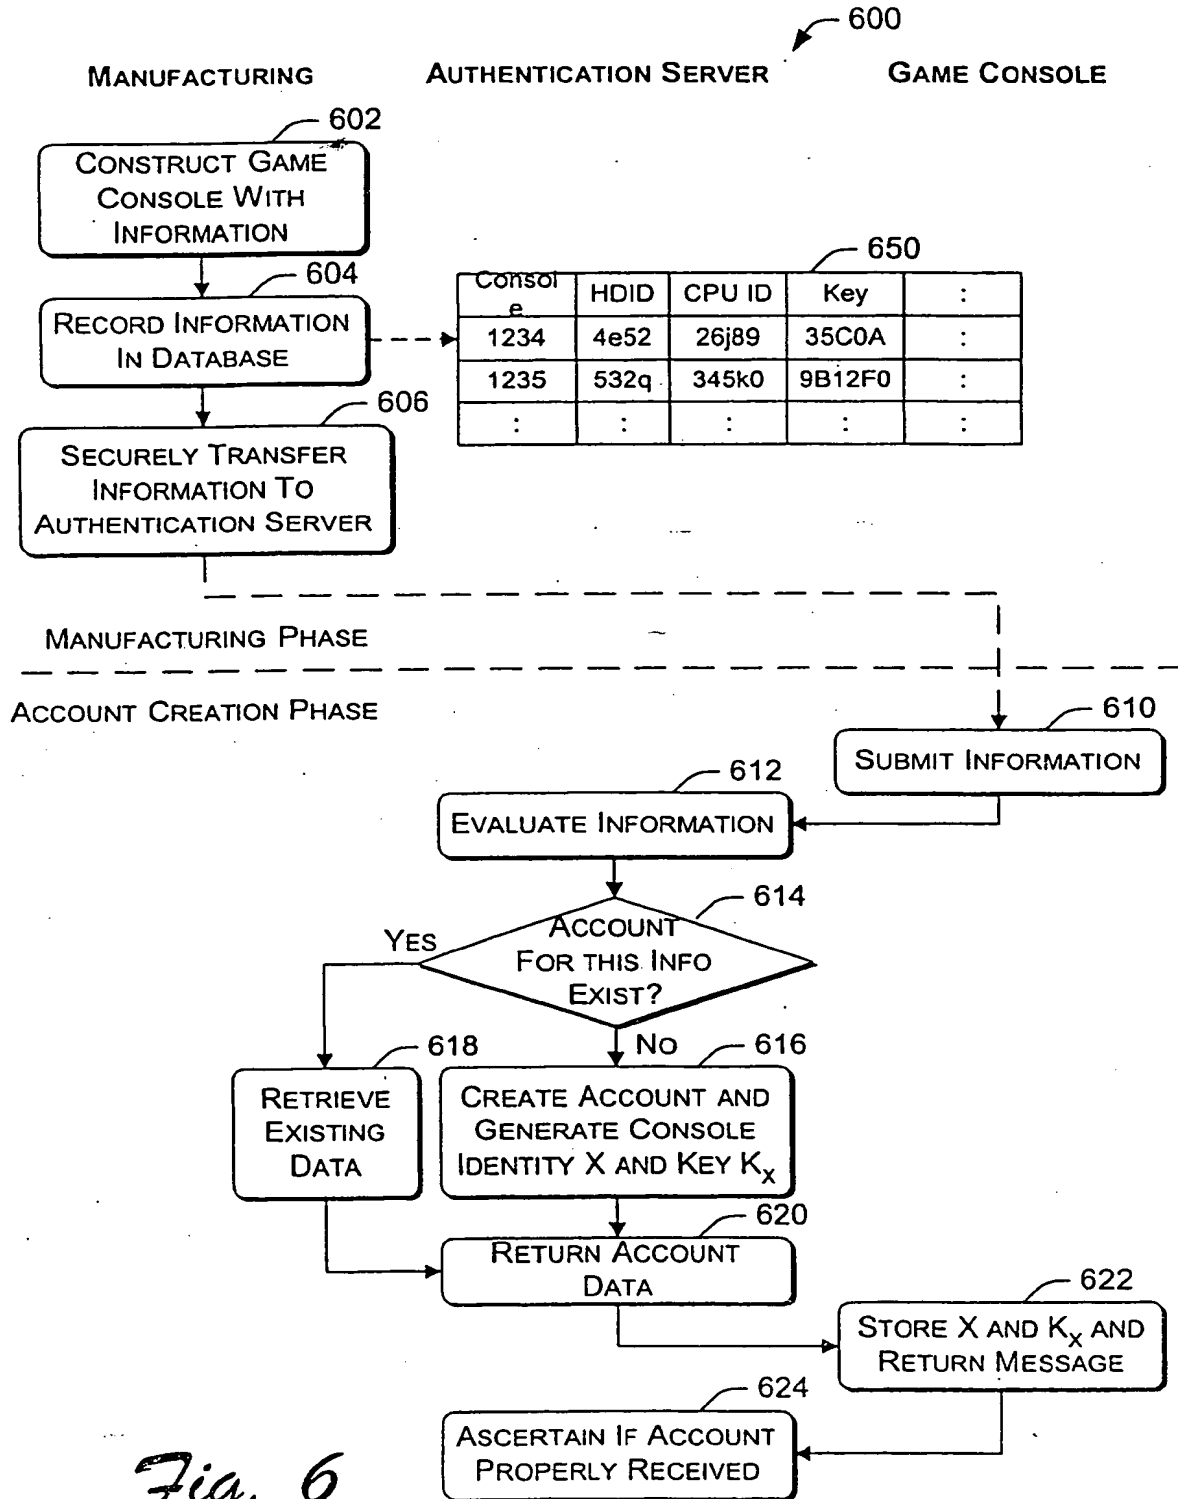 600
MANUFACTURING AUTHENTICATION SERVER GAME CONSOLE
602
CONSTRUCT GAME
CONSOLE WITH
INFORMATION
604
RECORD INFORMATION
IN DATABASE
606
SECURELY TRANSFER
INFORMATION TO
AUTHENTICATION SERVER
650
Consol
e HDID CPU ID Key :
1234 4e52 26j89 35C0A :
1235 532q 345k0 9B12F0 :
: : : : :
MANUFACTURING PHASE
ACCOUNT CREATION PHASE
610
SUBMIT INFORMATION
612
EVALUATE INFORMATION
614
ACCOUNT
FOR THIS INFO
EXIST?
YES
NO
618
RETRIEVE
EXISTING
DATA
616
CREATE ACCOUNT AND
GENERATE CONSOLE
IDENTITY X AND KEY Kx
620
RETURN ACCOUNT
DATA
622
STORE X AND Kx AND
RETURN MESSAGE
624
ASCERTAIN IF ACCOUNT
PROPERLY RECEIVED
Fig. 6